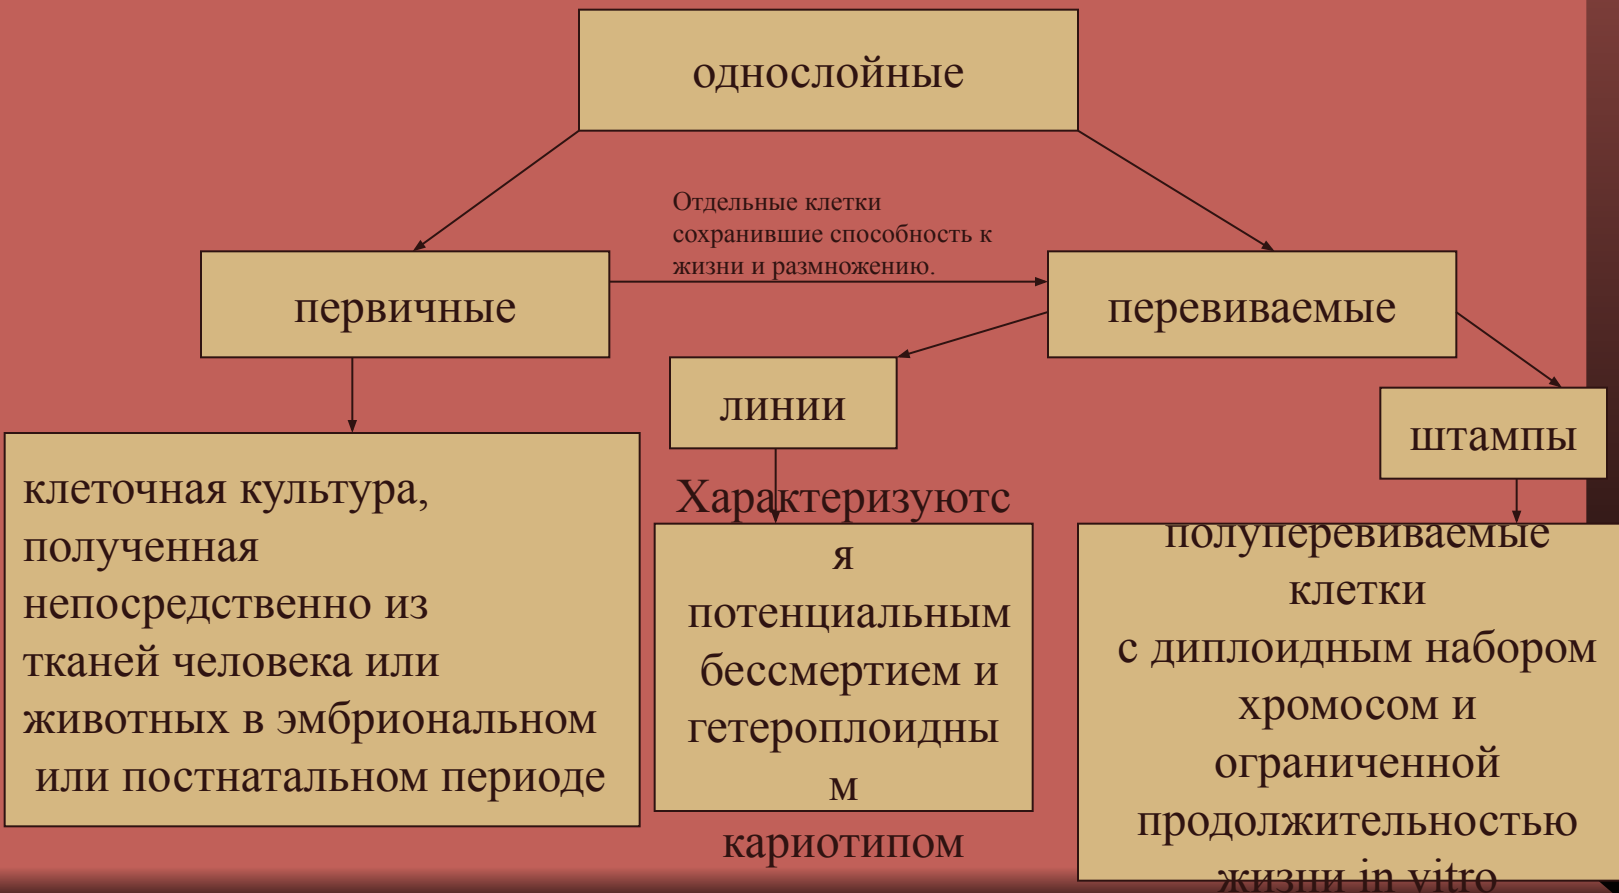 однослойные
Отдельные клетки
сохранившие способность к
жизни и размножению.
первичные
перевиваемые
линии
штампы
клеточная культура,
полученная
непосредственно из
тканей человека или
животных в эмбриональном
или постнатальном периоде
Характеризуютс
я
потенциальным
бессмертием и
гетероплоидны
м
кариотипом
полуперевиваемые
клетки
с диплоидным набором
хромосом и
ограниченной
продолжительностью
жизни in vitro